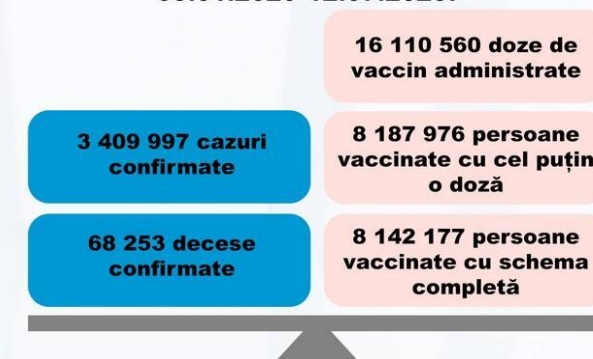 16 110 560 doze de
vaccin administrate
3 409 997 cazuri
confirmate
8 187 976 persoane
vaccinate cu cel puțin
o doză
68 253 decese
confirmate
8 142 177 persoane
vaccinate cu schema
completă